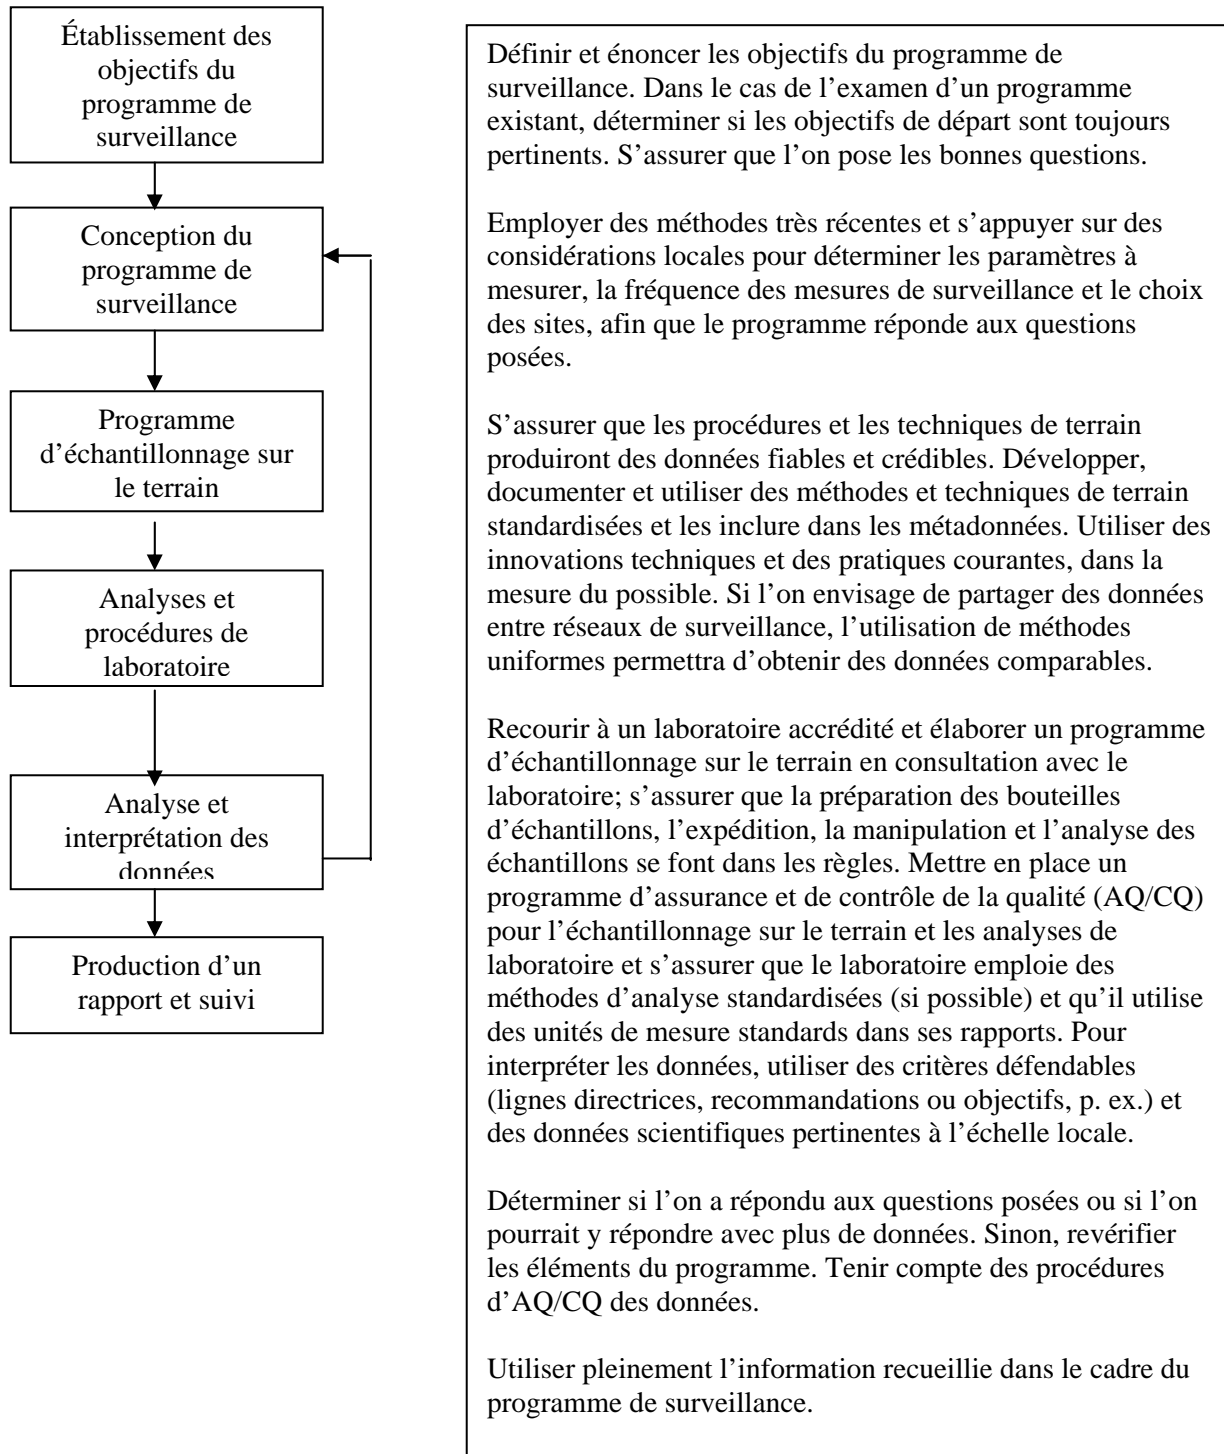 Établissement des
objectifs du
programme de
surveillance
Conception du
programme de
surveillance
Programme
d’échantillonnage sur
le terrain
Analyses et
procédures de
laboratoire
Analyse et
interprétation des
données
Production d’un
rapport et suivi
Définir et énoncer les objectifs du programme de
surveillance. Dans le cas de l’examen d’un programme
existant, déterminer si les objectifs de départ sont toujours
pertinents. S’assurer que l’on pose les bonnes questions.
Employer des méthodes très récentes et s’appuyer sur des
considérations locales pour déterminer les paramètres à
mesurer, la fréquence des mesures de surveillance et le choix
des sites, afin que le programme réponde aux questions
posées.
S’assurer que les procédures et les techniques de terrain
produiront des données fiables et crédibles. Développer,
documenter et utiliser des méthodes et techniques de terrain
standardisées et les inclure dans les métadonnées. Utiliser des
innovations techniques et des pratiques courantes, dans la
mesure du possible. Si l’on envisage de partager des données
entre réseaux de surveillance, l’utilisation de méthodes
uniformes permettra d’obtenir des données comparables.
Recourir à un laboratoire accrédité et élaborer un programme
d’échantillonnage sur le terrain en consultation avec le
laboratoire; s’assurer que la préparation des bouteilles
d’échantillons, l’expédition, la manipulation et l’analyse des
échantillons se font dans les règles. Mettre en place un
programme d’assurance et de contrôle de la qualité (AQ/CQ)
pour l’échantillonnage sur le terrain et les analyses de
laboratoire et s’assurer que le laboratoire emploie des
méthodes d’analyse standardisées (si possible) et qu’il utilise
des unités de mesure standards dans ses rapports. Pour
interpréter les données, utiliser des critères défendables
(lignes directrices, recommandations ou objectifs, p. ex.) et
des données scientifiques pertinentes à l’échelle locale.
Déterminer si l’on a répondu aux questions posées ou si l’on
pourrait y répondre avec plus de données. Sinon, revérifier
les éléments du programme. Tenir compte des procédures
d’AQ/CQ des données.
Utiliser pleinement l’information recueillie dans le cadre du
programme de surveillance.